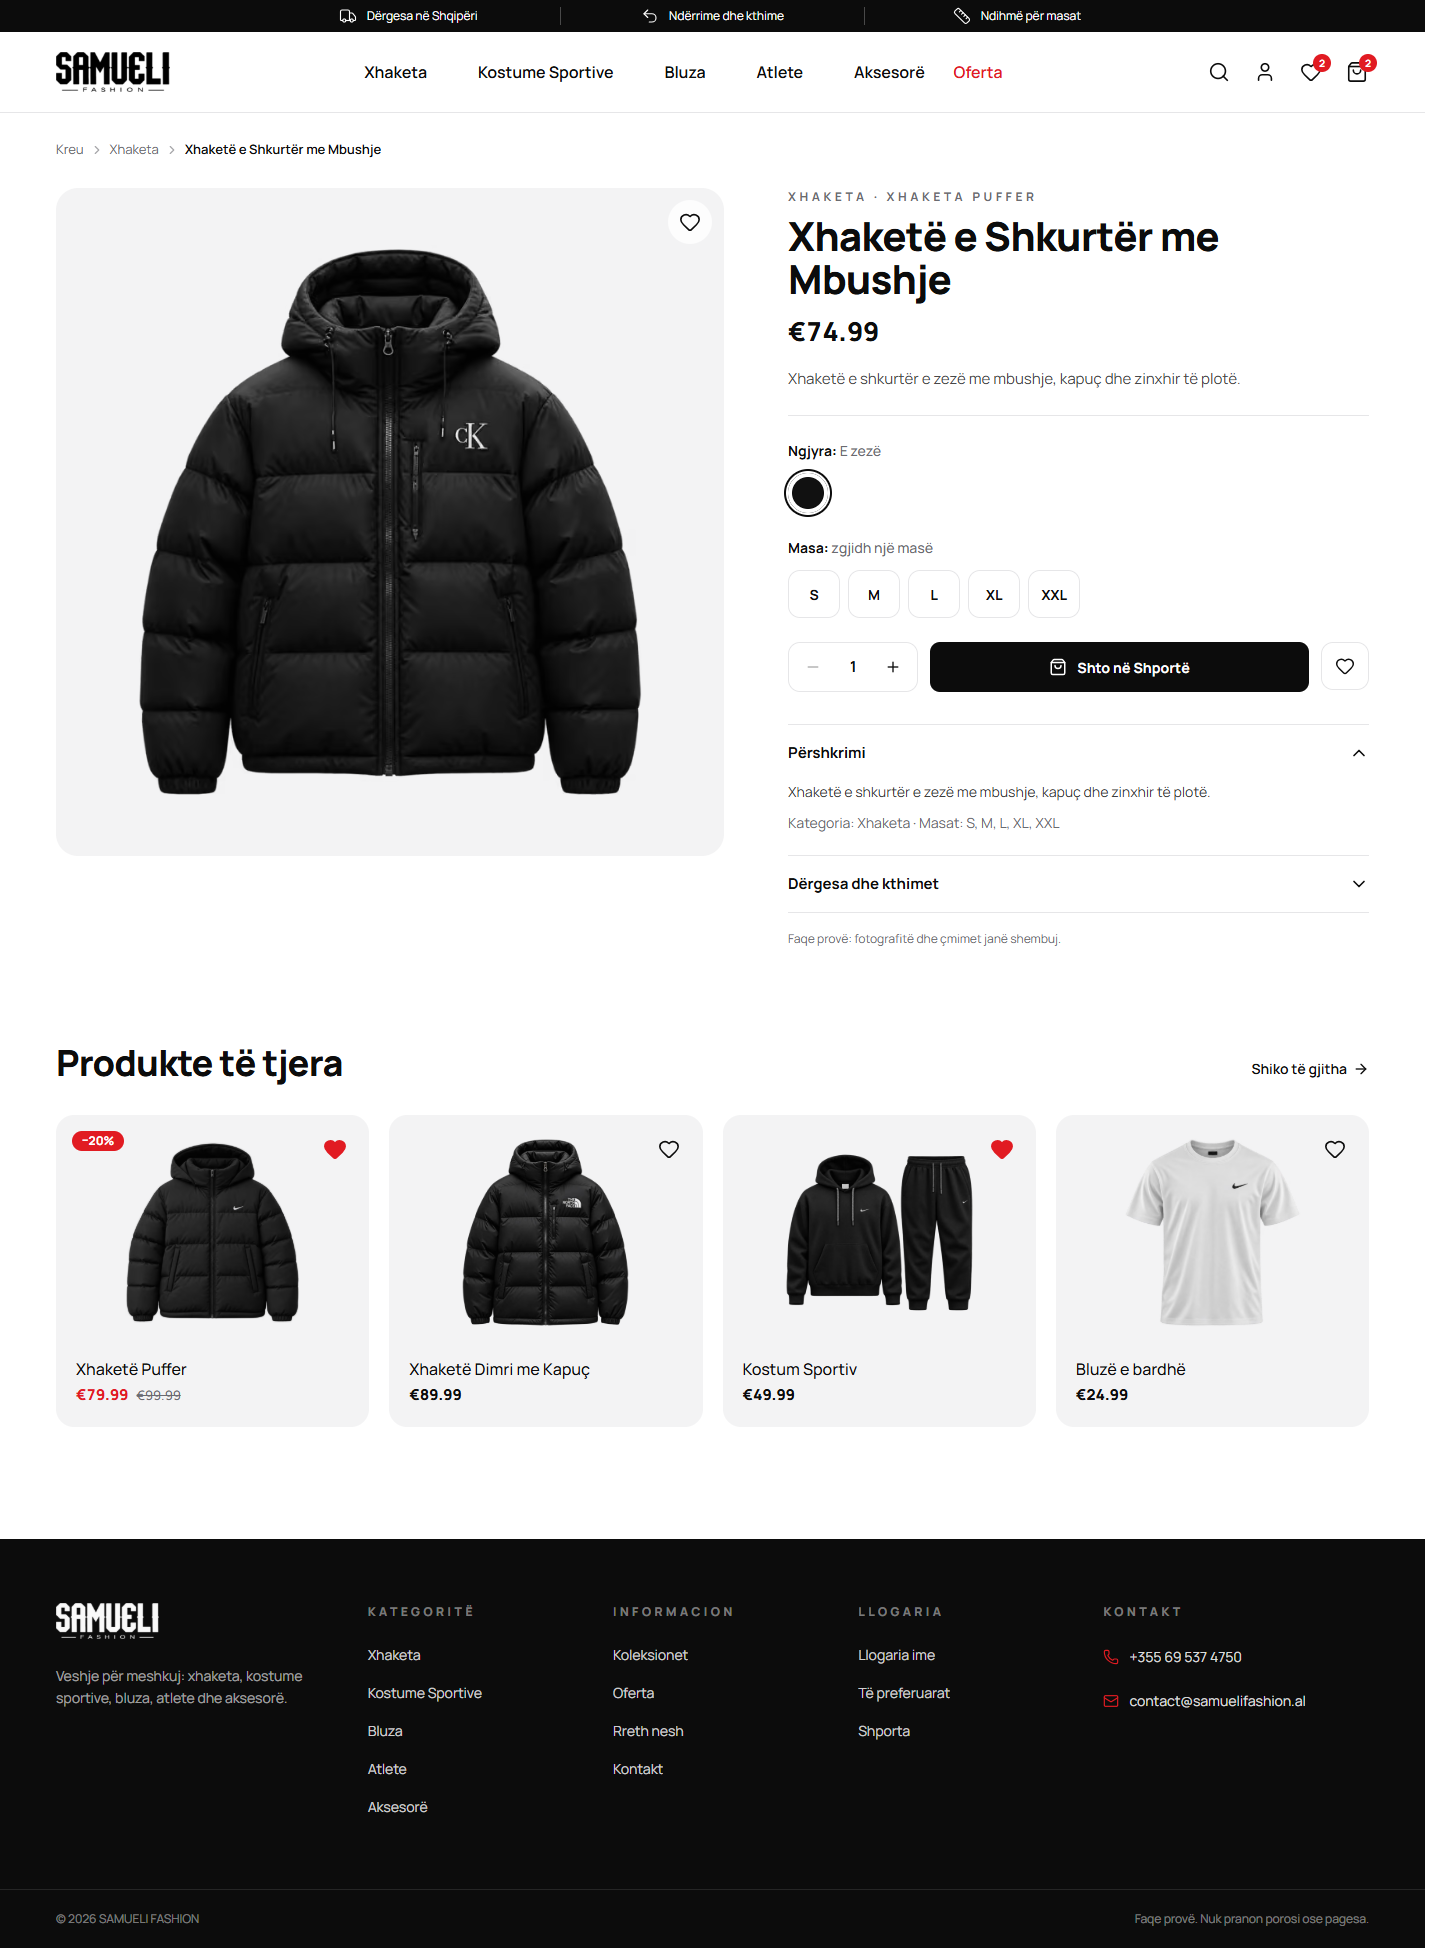 Dërgesa në Shqipëri
Ndërrime dhe kthime
Ndihmë për masat
SAMUELI
FASHION
Xhaketa
Kostume Sportive
Bluza
Atlete
Aksesorë
Oferta
2
2
Kreu
Xhaketa
Xhaketë e Shkurtër me Mbushje
CK
XHAKETA · XHAKETA PUFFER
Xhaketë e Shkurtër me
Mbushje
€74.99
Xhaketë e shkurtër e zezë me mbushje, kapuç dhe zinxhir të plotë.
Ngjyra: E zezë
Masa: zgjidh një masë
S
M
L
XL
XXL
1
Shto në Shportë
Përshkrimi
Xhaketë e shkurtër e zezë me mbushje, kapuç dhe zinxhir të plotë.
Kategoria: Xhaketa · Masat: S, M, L, XL, XXL
Dërgesa dhe kthimet
Faqe provë: fotografitë dhe çmimet janë shembuj.
Produkte të tjera
Shiko të gjitha
−20%
Xhaketë Puffer
€79.99 €99.99
THE
NORTH
FACE
Xhaketë Dimri me Kapuç
€89.99
Kostum Sportiv
€49.99
Bluzë e bardhë
€24.99
SAMUELI
FASHION
Veshje për meshkuj: xhaketa, kostume
sportive, bluza, atlete dhe aksesorë.
KATEGORITË
Xhaketa
Kostume Sportive
Bluza
Atlete
Aksesorë
INFORMACION
Koleksionet
Oferta
Rreth nesh
Kontakt
LLOGARIA
Llogaria ime
Të preferuarat
Shporta
KONTAKT
+355 69 537 4750
contact@samuelifashion.al
© 2026 SAMUELI FASHION
Faqe provë. Nuk pranon porosi ose pagesa.